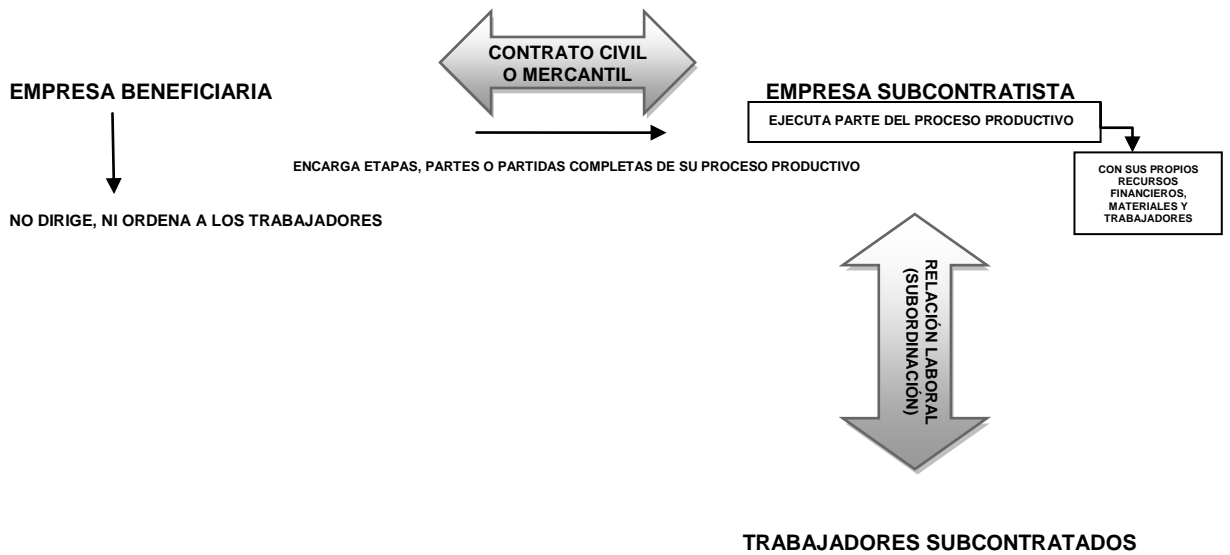 CONTRATO CIVIL
O MERCANTIL
EMPRESA BENEFICIARIA
EMPRESA SUBCONTRATISTA
EJECUTA PARTE DEL PROCESO PRODUCTIVO
ENCARGA ETAPAS, PARTES O PARTIDAS COMPLETAS DE SU PROCESO PRODUCTIVO
CON SUS PROPIOS
RECURSOS
FINANCIEROS,
MATERIALES Y
TRABAJADORES
NO DIRIGE, NI ORDENA A LOS TRABAJADORES
RELACIÓN LABORAL
(SUBORDINACIÓN)
TRABAJADORES SUBCONTRATADOS